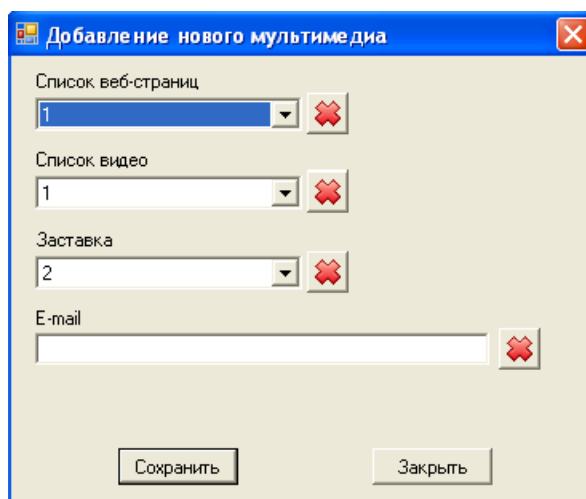 Добавление нового мультимедиа
Список веб-страниц
1
Список видео
1
Заставка
2
E-mail
Сохранить
Закрыть